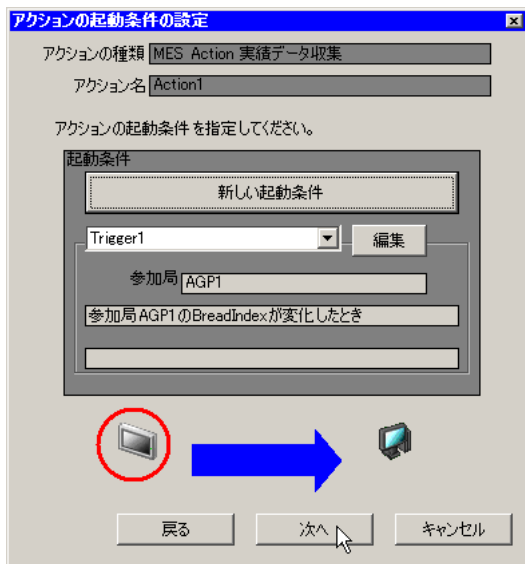 アクションの起動条件の設定
アクションの種類 MES Action 実績データ収集
アクション名 Action1
アクションの起動条件 を指定してください。
起動条件
新しい起動条件
Trigger1 編集
参加局 AGP1
参加局AGP1のBreadIndexが変化したとき
戻る 次へ キャンセル